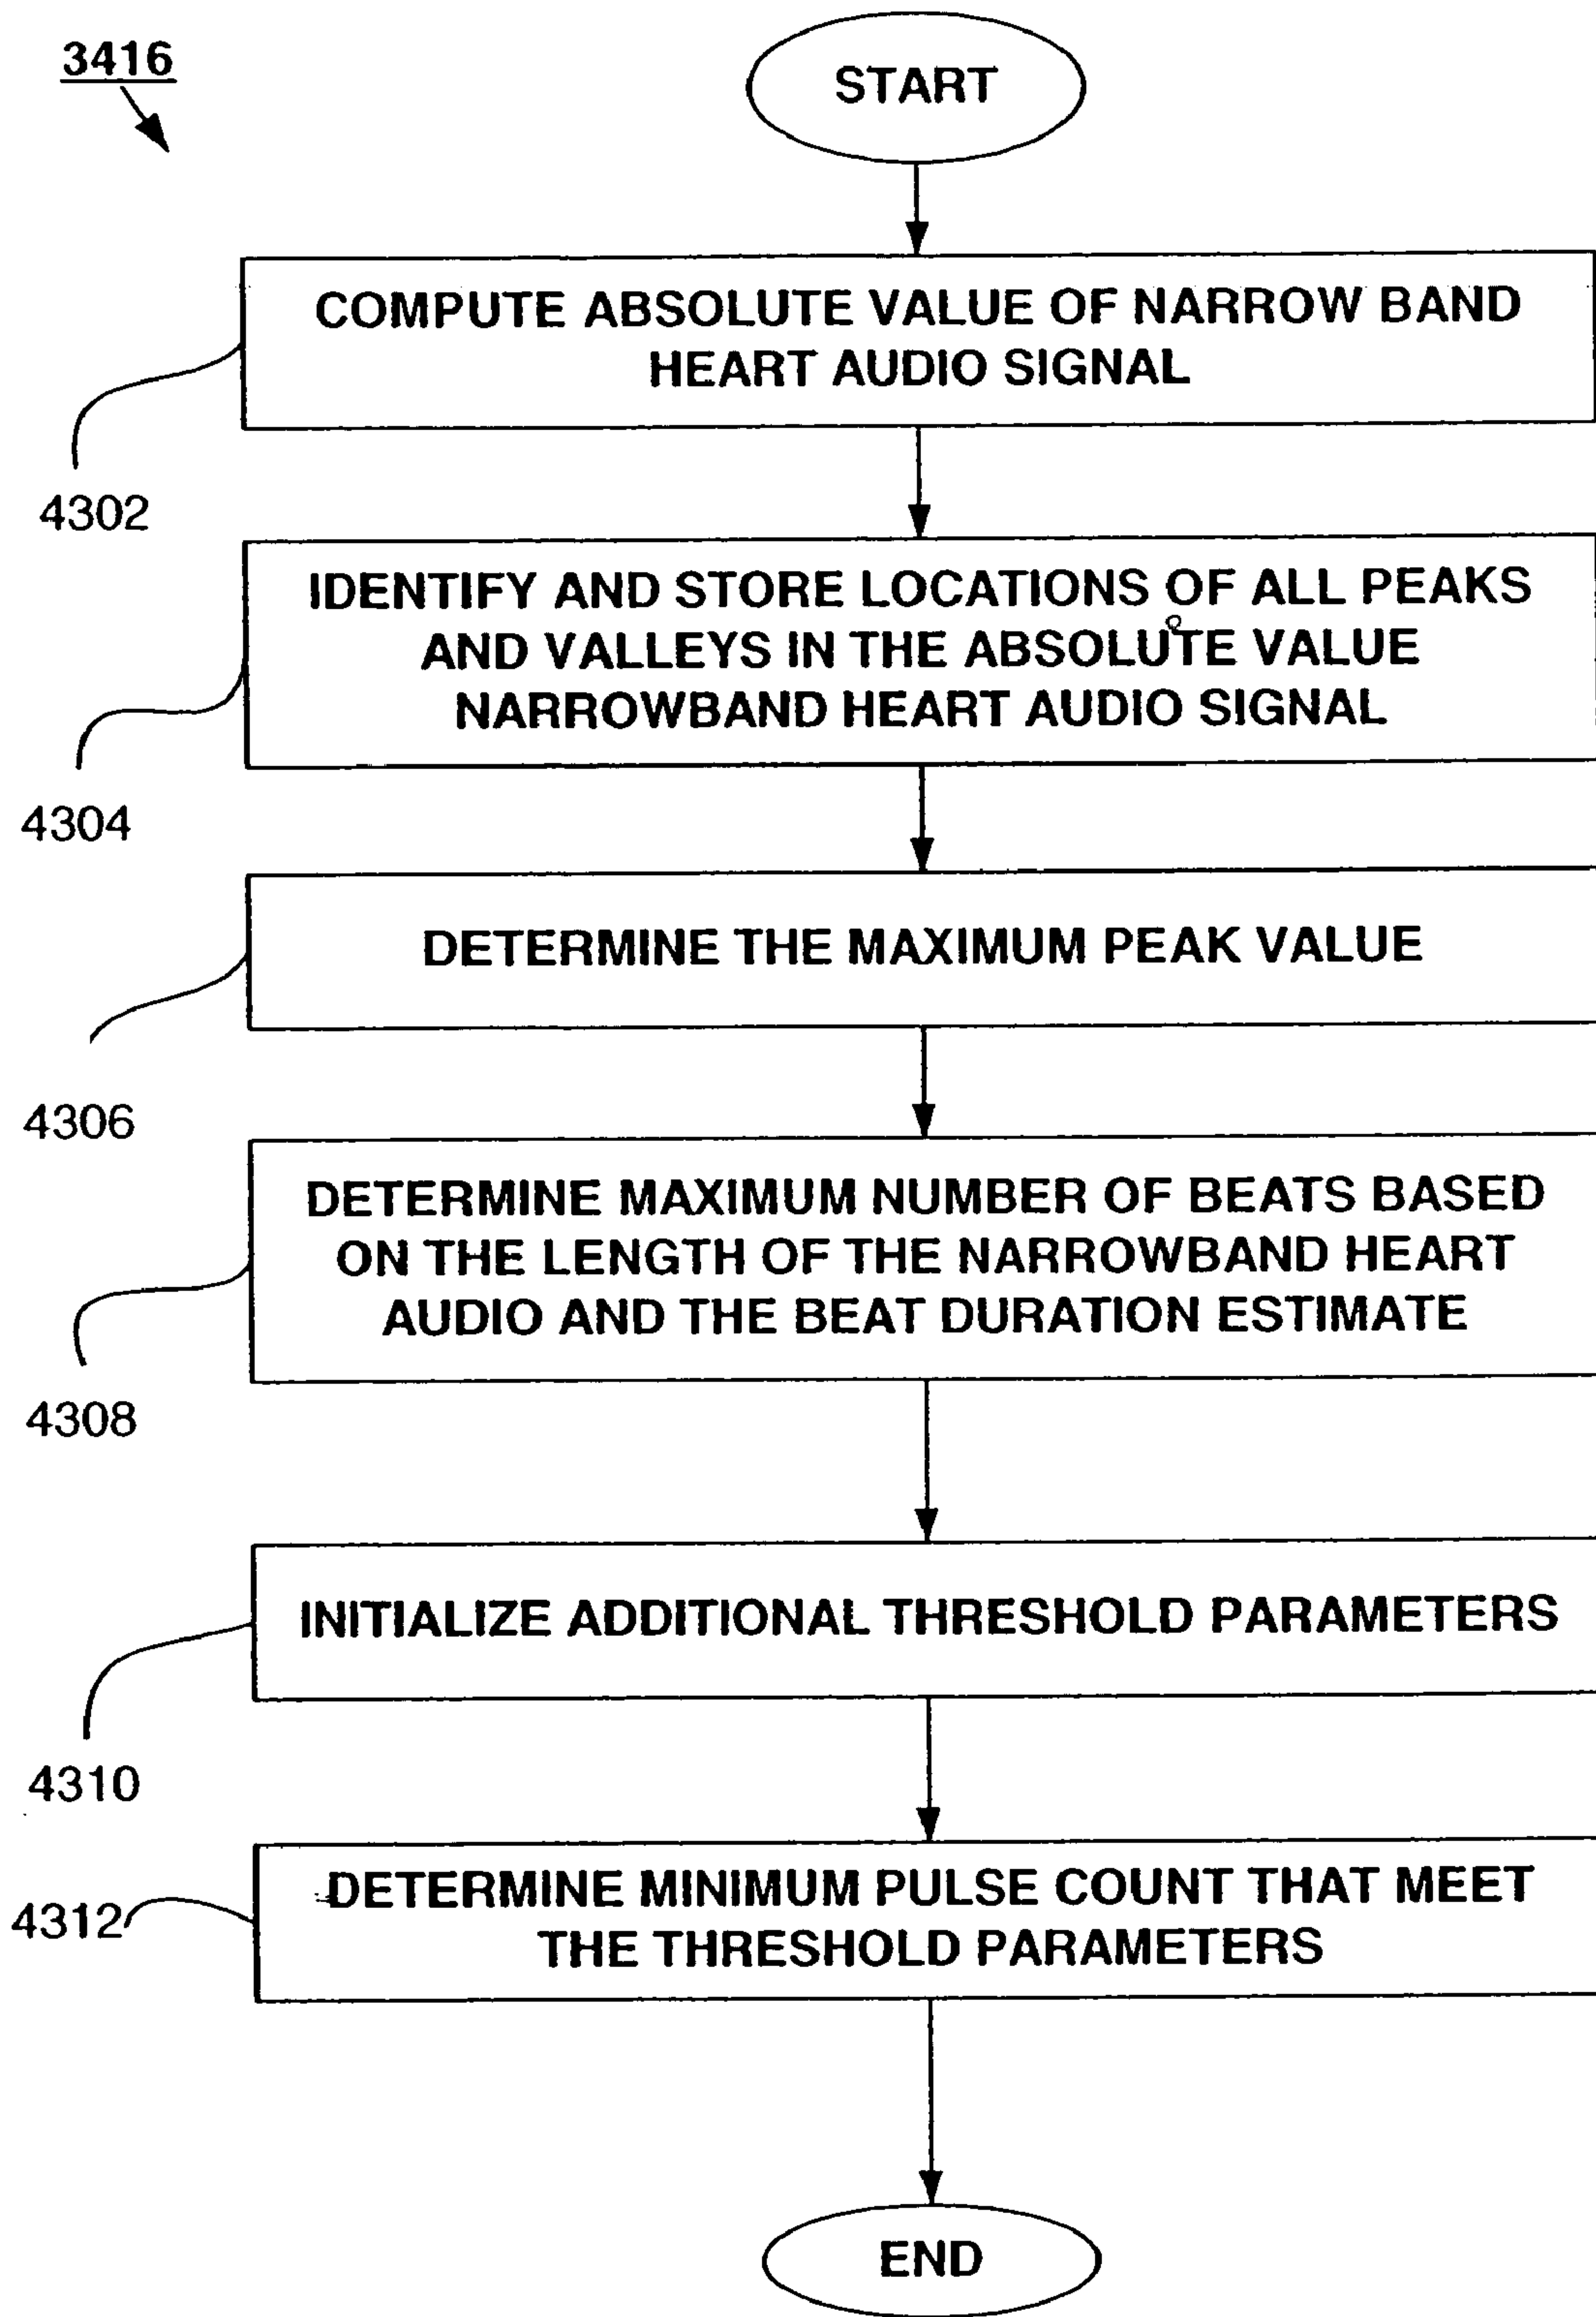 3416
START
COMPUTE ABSOLUTE VALUE OF NARROW BAND
HEART AUDIO SIGNAL
4302
IDENTIFY AND STORE LOCATIONS OF ALL PEAKS
AND VALLEYS IN THE ABSOLUTE VALUE
NARROWBAND HEART AUDIO SIGNAL
4304
DETERMINE THE MAXIMUM PEAK VALUE
4306
DETERMINE MAXIMUM NUMBER OF BEATS BASED
ON THE LENGTH OF THE NARROWBAND HEART
AUDIO AND THE BEAT DURATION ESTIMATE
4308
INITIALIZE ADDITIONAL THRESHOLD PARAMETERS
4310
DETERMINE MINIMUM PULSE COUNT THAT MEET
THE THRESHOLD PARAMETERS
4312
END